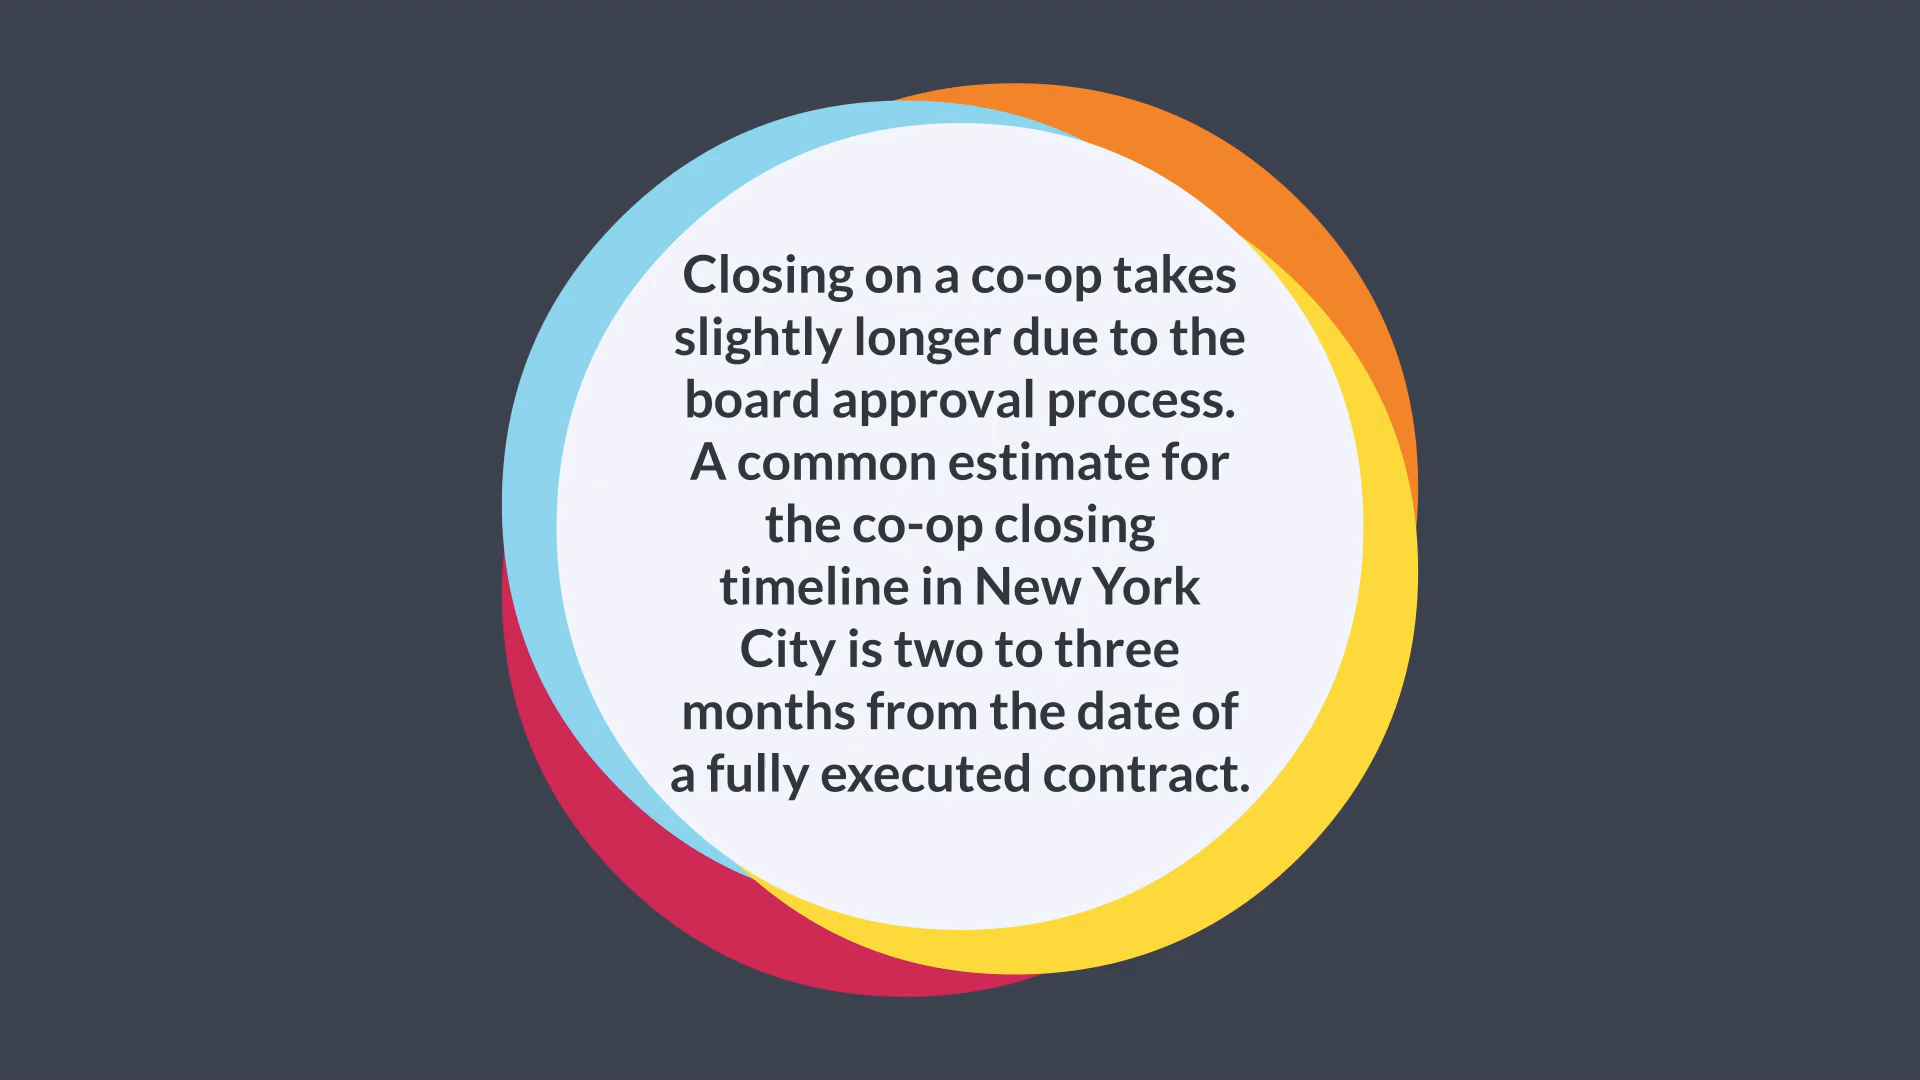 Closing on a co-op takes
slightly longer due to the
board approval process.
A common estimate for
the co-op closing
timeline in New York
City is two to three
months from the date of
a fully executed contract.